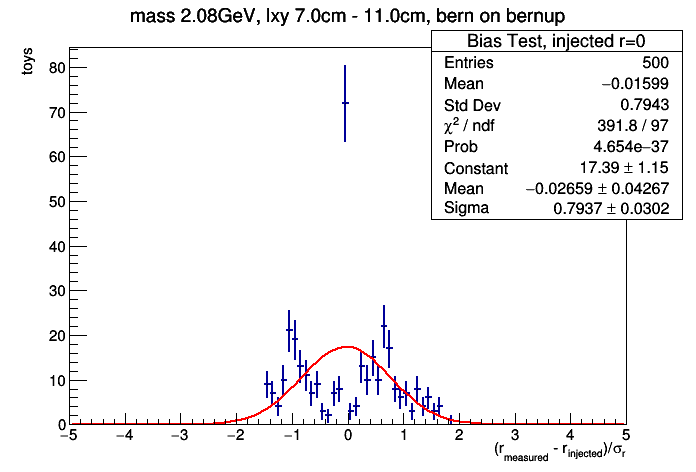 mass 2.08GeV, lxy 7.0cm - 11.0cm, bern on bernup
Bias Test, injected r=0
Entries 500
Mean −0.01599
Std Dev 0.7943
χ² / ndf 391.8 / 97
Prob 4.654e−37
Constant 17.39 ± 1.15
Mean −0.02659 ± 0.04267
Sigma 0.7937 ± 0.0302
toys
80
70
60
50
40
30
20
10
0
−5 −4 −3 −2 −1 0 1 2 3 4 5
(r_measured - r_injected)/σ_r